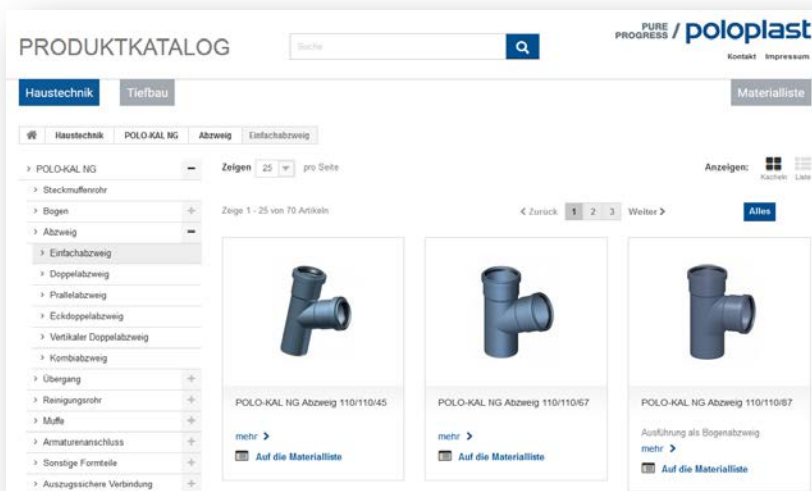 PURE PROGRESS / poloplast
PRODUKTKATALOG
Suche
Kontakt Impressum
Haustechnik Tiefbau Materialliste
Haustechnik POLO-KAL NG Abzweig Einfachabzweig
> POLO-KAL NG −
> Steckmuffenrohr
> Bogen +
> Abzweig −
> Einfachabzweig
> Doppelabzweig
> Prallelabzweig
> Eckdoppelabzweig
> Vertikaler Doppelabzweig
> Kombiabzweig
> Übergang +
> Reinigungsrohr +
> Muffe +
> Armaturenanschluss +
> Sonstige Formteile +
> Auszugssichere Verbindung +
Zeigen 25 pro Seite
Anzeigen: Kacheln Liste
Zeige 1 - 25 von 70 Artikeln
< Zurück 1 2 3 Weiter >
Alles
POLO-KAL NG Abzweig 110/110/45
mehr >
Auf die Materialliste
POLO-KAL NG Abzweig 110/110/67
mehr >
Auf die Materialliste
POLO-KAL NG Abzweig 110/110/87
Ausführung als Bogenabzweig
mehr >
Auf die Materialliste